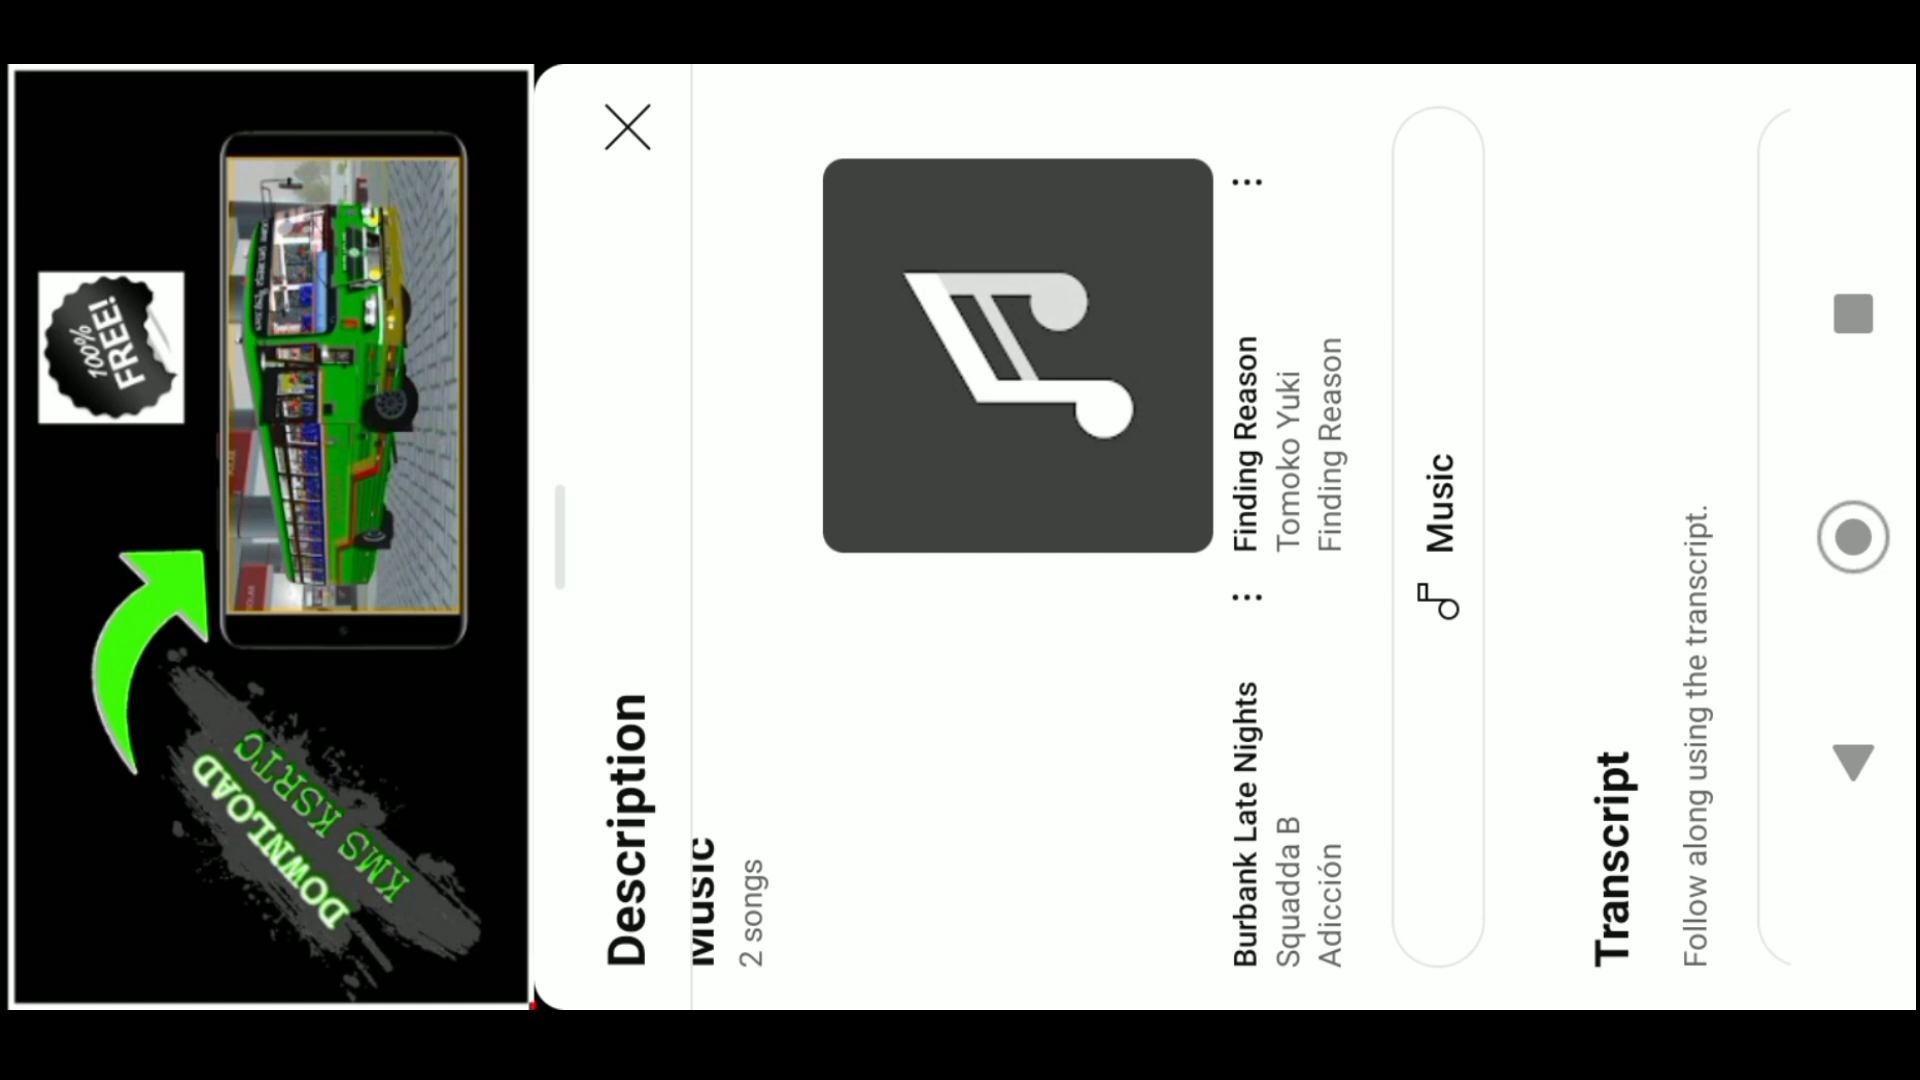 100%
FREE!
DOWNLOAD
KMS KSRTC
Description
Music
2 songs
Burbank Late Nights
Squadda B
Adicción
Finding Reason
Tomoko Yuki
Finding Reason
Music
Transcript
Follow along using the transcript.